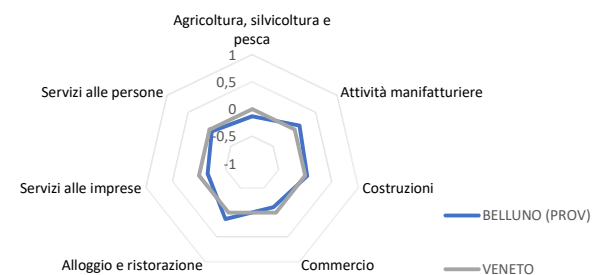 Agricoltura, silvicoltura e
pesca
1
0,5
0
-0,5
-1
Servizi alle persone
Attività manifatturiere
Servizi alle imprese
Costruzioni
Alloggio e ristorazione
Commercio
BELLUNO (PROV)
VENETO